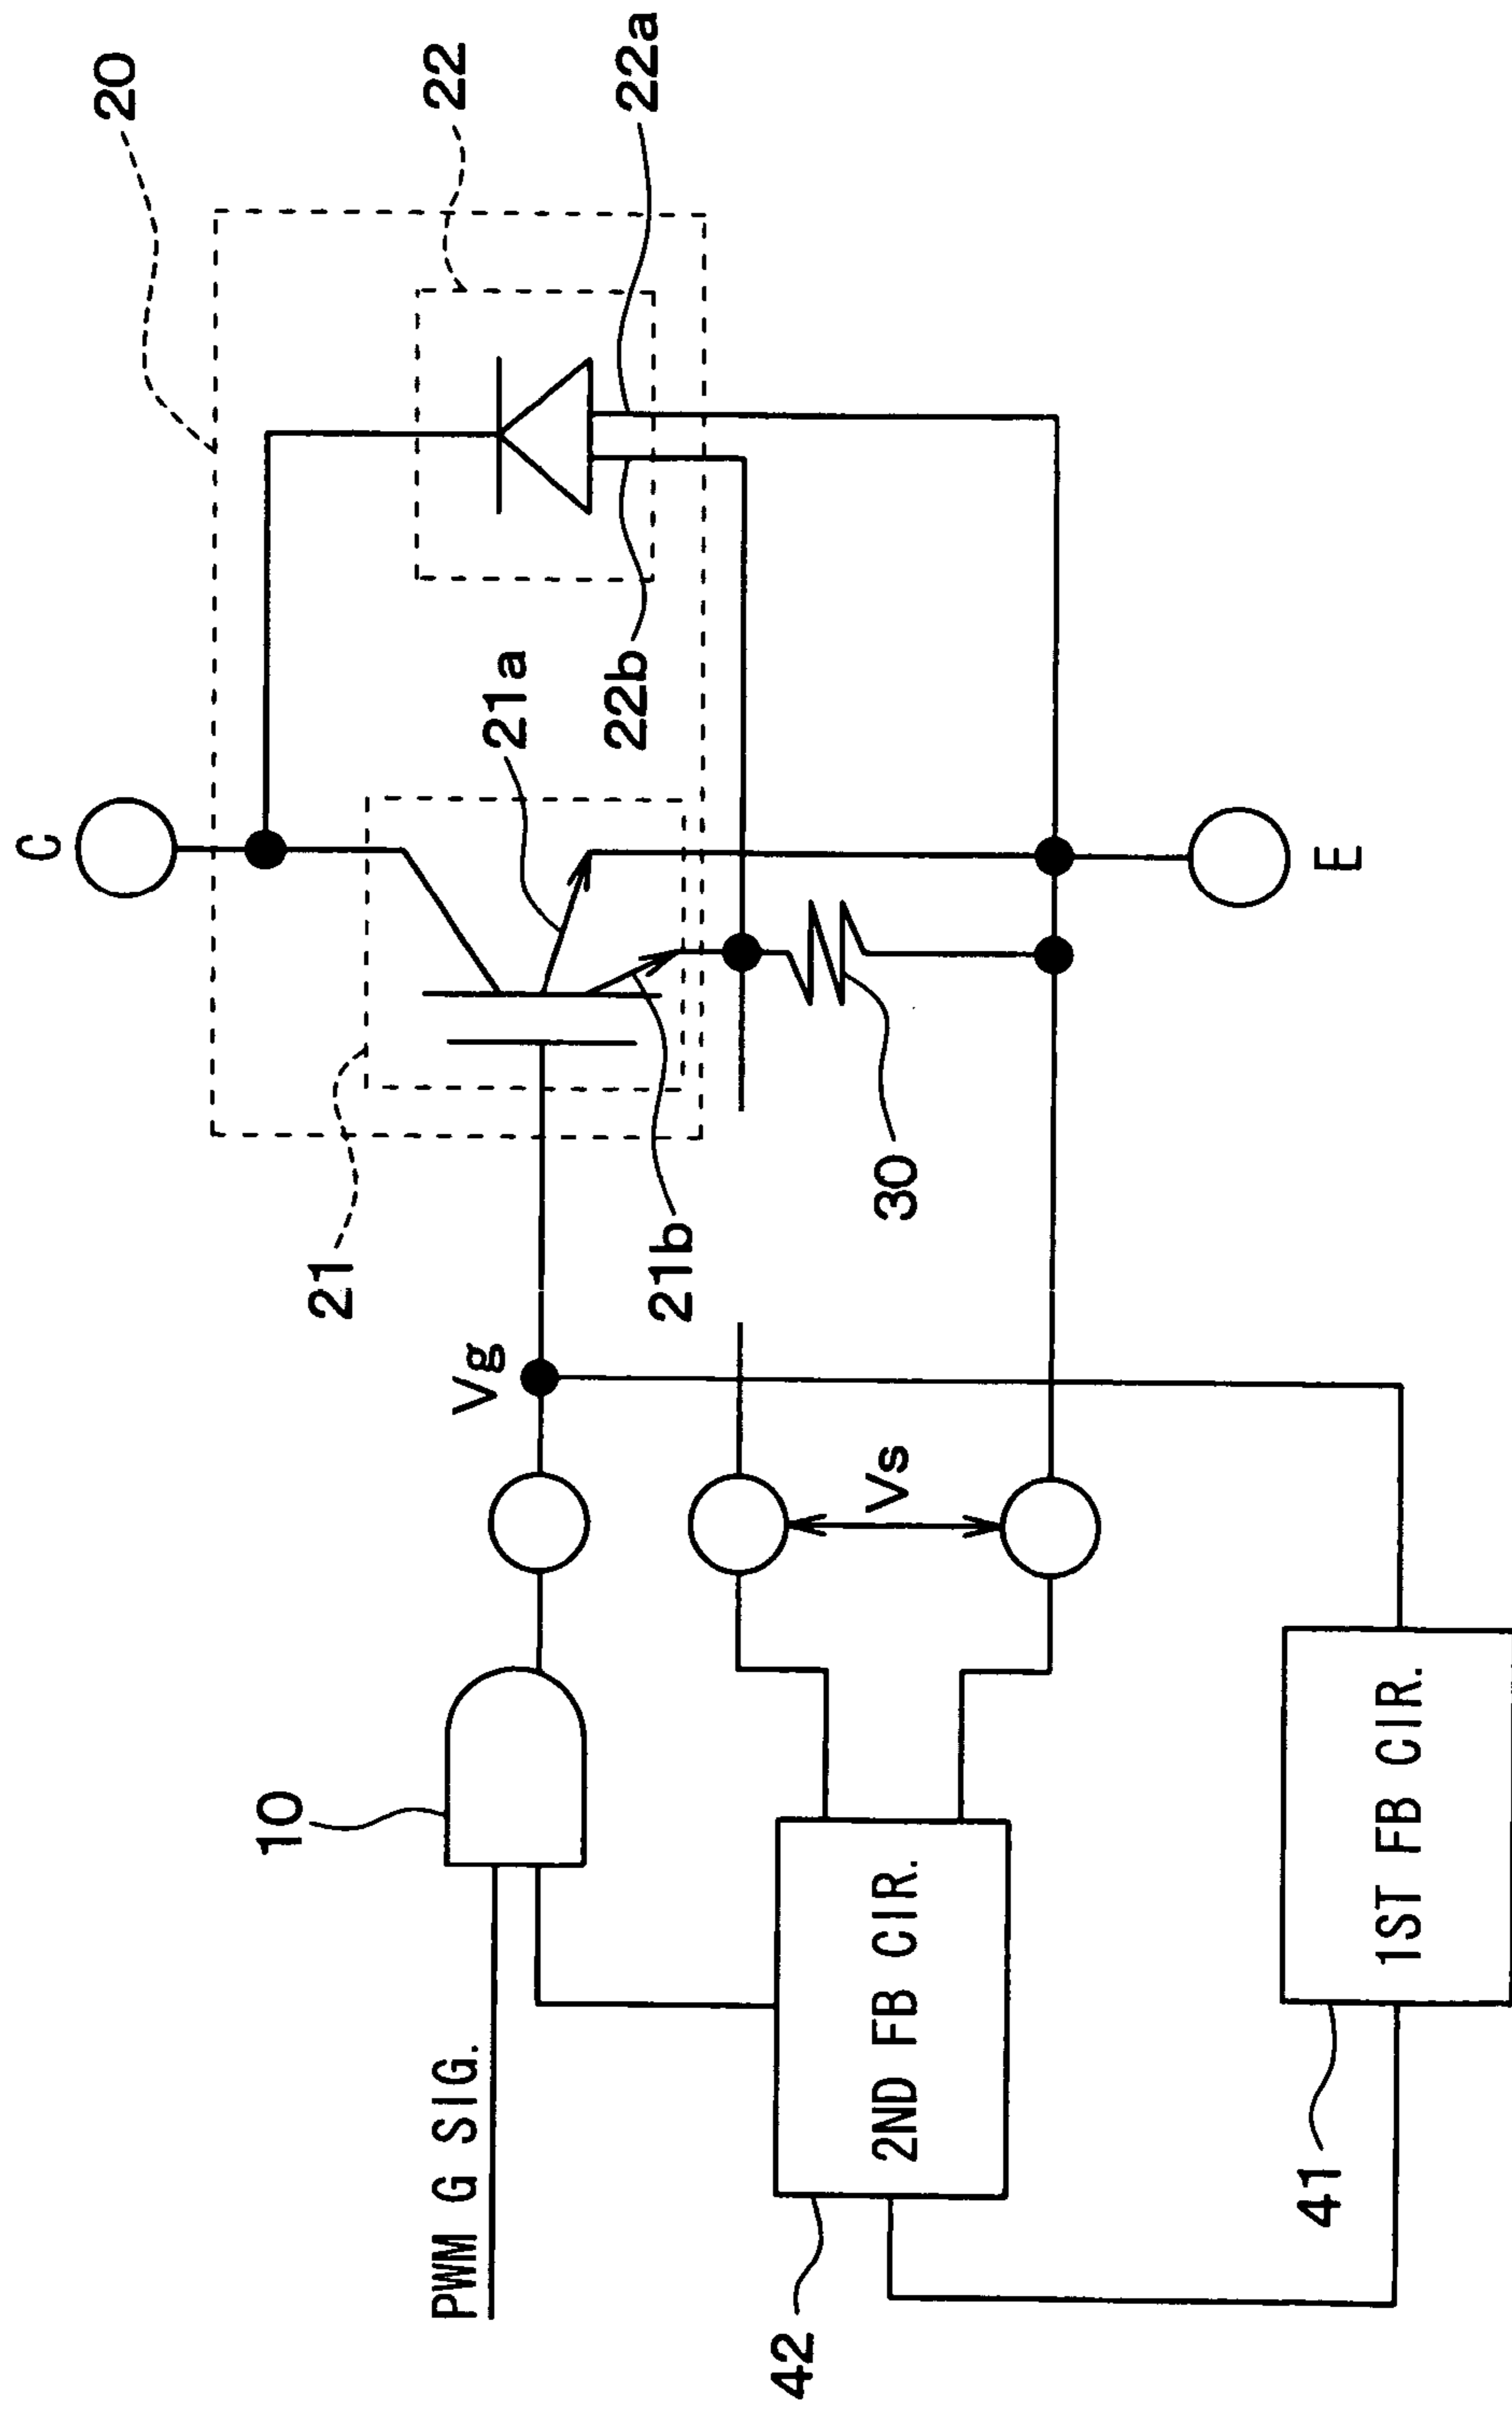 20
22
22a
C
21a
22b
21
21b
30
E
Vg
Vs
10
PWM G SIG.
2ND FB CIR.
42
1ST FB CIR.
41